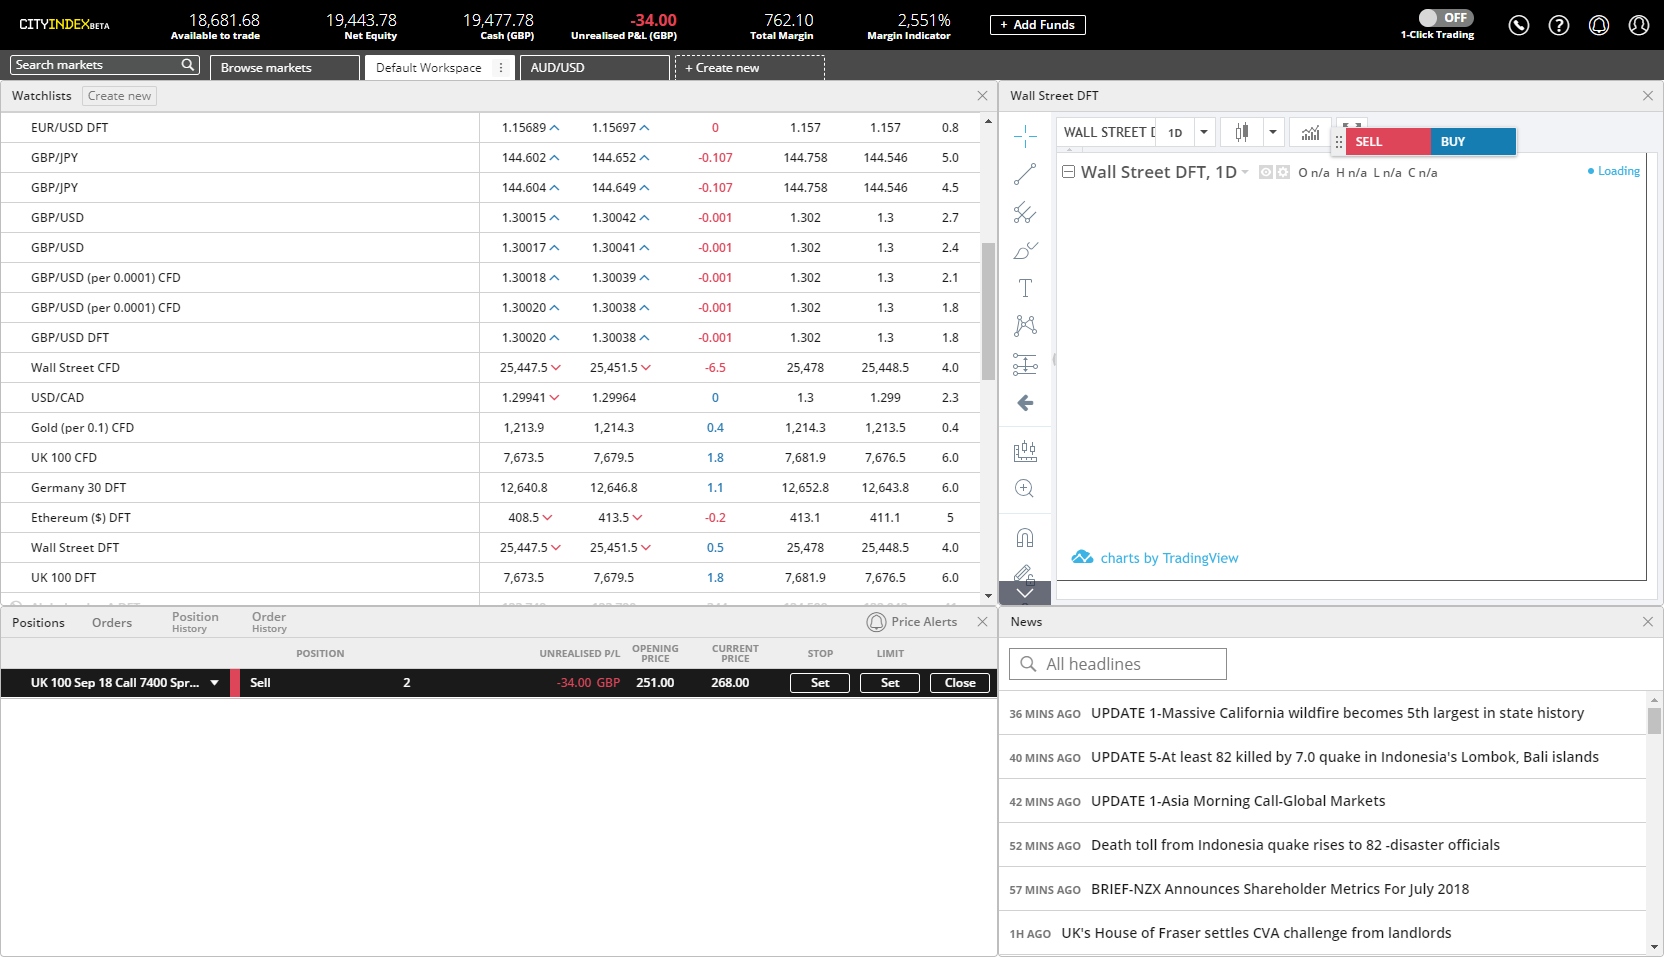 CITYINDEXBETA
18,681.68
Available to trade
19,443.78
Net Equity
19,477.78
Cash (GBP)
-34.00
Unrealised P&L (GBP)
762.10
Total Margin
2,551%
Margin Indicator
+ Add Funds
OFF
1-Click Trading
Search markets
Browse markets
Default Workspace
AUD/USD
+ Create new
Watchlists Create new
EUR/USD DFT 1.15689 1.15697 0 1.157 1.157 0.8
GBP/JPY 144.602 144.652 -0.107 144.758 144.546 5.0
GBP/JPY 144.604 144.649 -0.107 144.758 144.546 4.5
GBP/USD 1.30015 1.30042 -0.001 1.302 1.3 2.7
GBP/USD 1.30017 1.30041 -0.001 1.302 1.3 2.4
GBP/USD (per 0.0001) CFD 1.30018 1.30039 -0.001 1.302 1.3 2.1
GBP/USD (per 0.0001) CFD 1.30020 1.30038 -0.001 1.302 1.3 1.8
GBP/USD DFT 1.30020 1.30038 -0.001 1.302 1.3 1.8
Wall Street CFD 25,447.5 25,451.5 -6.5 25,478 25,448.5 4.0
USD/CAD 1.29941 1.29964 0 1.3 1.299 2.3
Gold (per 0.1) CFD 1,213.9 1,214.3 0.4 1,214.3 1,213.5 0.4
UK 100 CFD 7,673.5 7,679.5 1.8 7,681.9 7,676.5 6.0
Germany 30 DFT 12,640.8 12,646.8 1.1 12,652.8 12,643.8 6.0
Ethereum ($) DFT 408.5 413.5 -0.2 413.1 411.1 5
Wall Street DFT 25,447.5 25,451.5 0.5 25,478 25,448.5 4.0
UK 100 DFT 7,673.5 7,679.5 1.8 7,681.9 7,676.5 6.0
Wall Street DFT
WALL STREET D 1D
SELL BUY
Wall Street DFT, 1D O n/a H n/a L n/a C n/a
Loading
T
charts by TradingView
Positions Orders Position History Order History Price Alerts
POSITION UNREALISED P/L OPENING PRICE CURRENT PRICE STOP LIMIT
UK 100 Sep 18 Call 7400 Spr... Sell 2 -34.00 GBP 251.00 268.00 Set Set Close
News
All headlines
36 MINS AGO UPDATE 1-Massive California wildfire becomes 5th largest in state history
40 MINS AGO UPDATE 5-At least 82 killed by 7.0 quake in Indonesia's Lombok, Bali islands
42 MINS AGO UPDATE 1-Asia Morning Call-Global Markets
52 MINS AGO Death toll from Indonesia quake rises to 82 -disaster officials
57 MINS AGO BRIEF-NZX Announces Shareholder Metrics For July 2018
1H AGO UK's House of Fraser settles CVA challenge from landlords